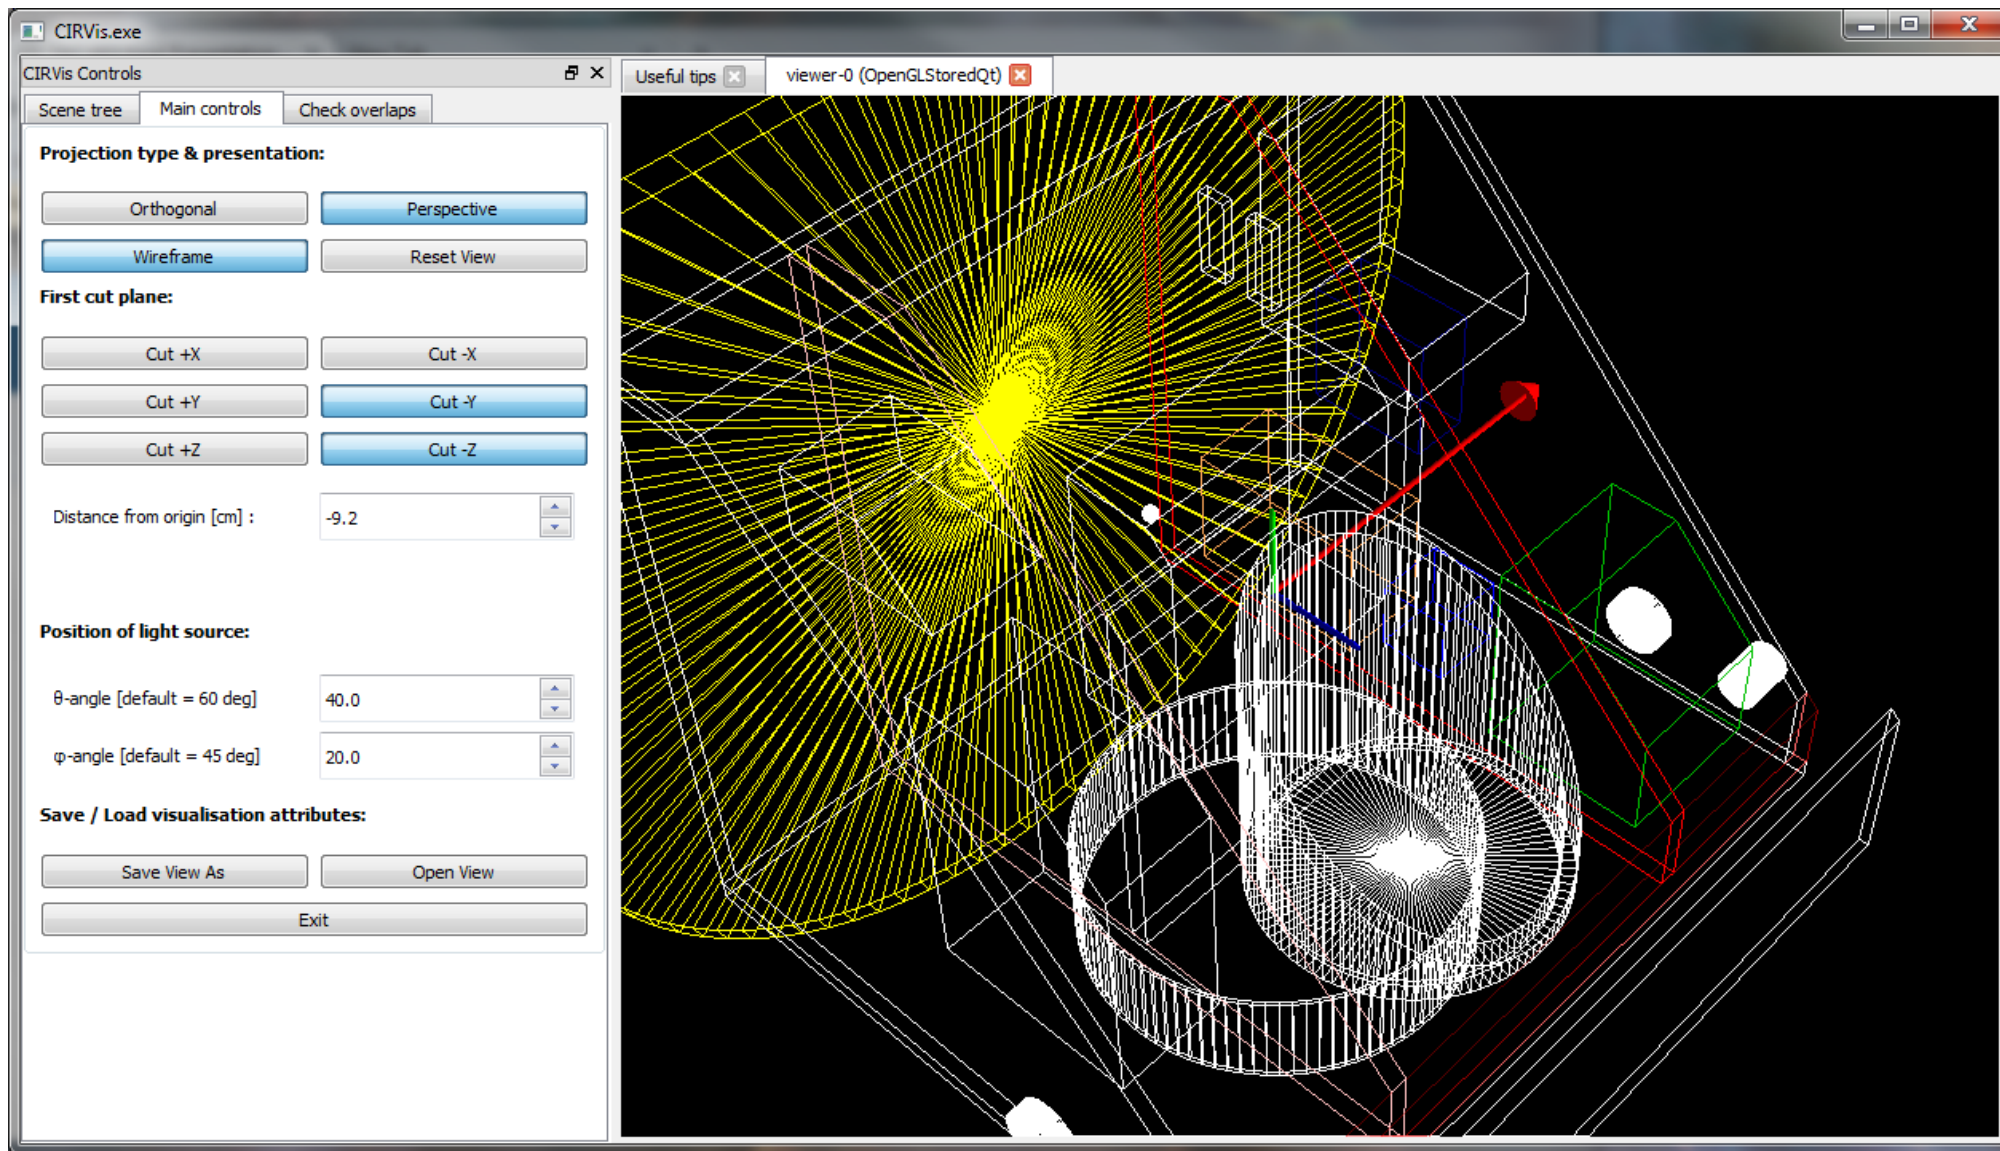 CIRVis.exe
CIRVis Controls
Useful tips
viewer-0 (OpenGLStoredQt)
Scene tree
Main controls
Check overlaps
Projection type & presentation:
Orthogonal
Perspective
Wireframe
Reset View
First cut plane:
Cut +X
Cut -X
Cut +Y
Cut -Y
Cut +Z
Cut -Z
Distance from origin [cm] :
-9.2
Position of light source:
θ-angle [default = 60 deg]
40.0
φ-angle [default = 45 deg]
20.0
Save / Load visualisation attributes:
Save View As
Open View
Exit